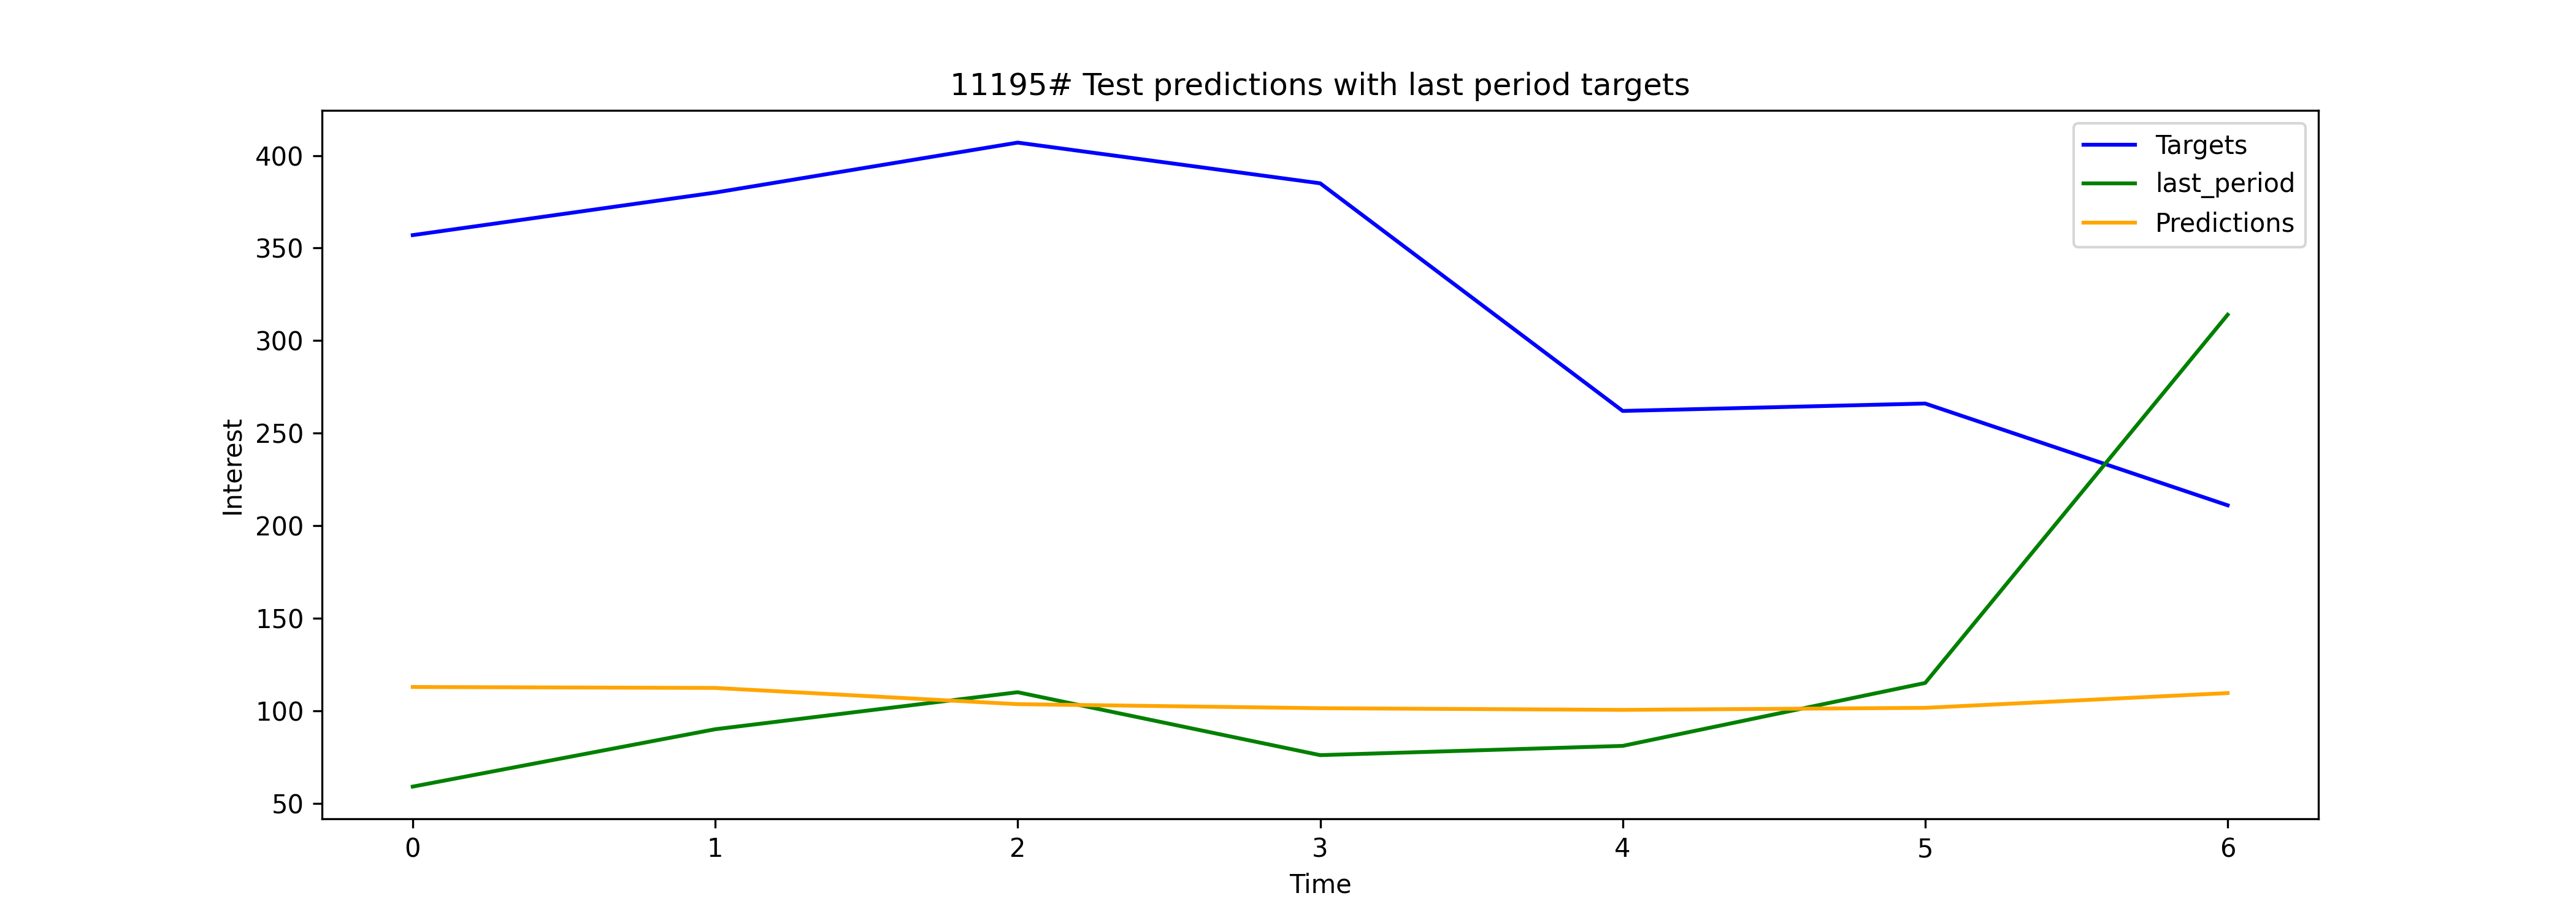 11195# Test predictions with last period targets
Targets
last_period
Predictions
400
350
300
250
200
150
100
50
Interest
0 1 2 3 4 5 6
Time